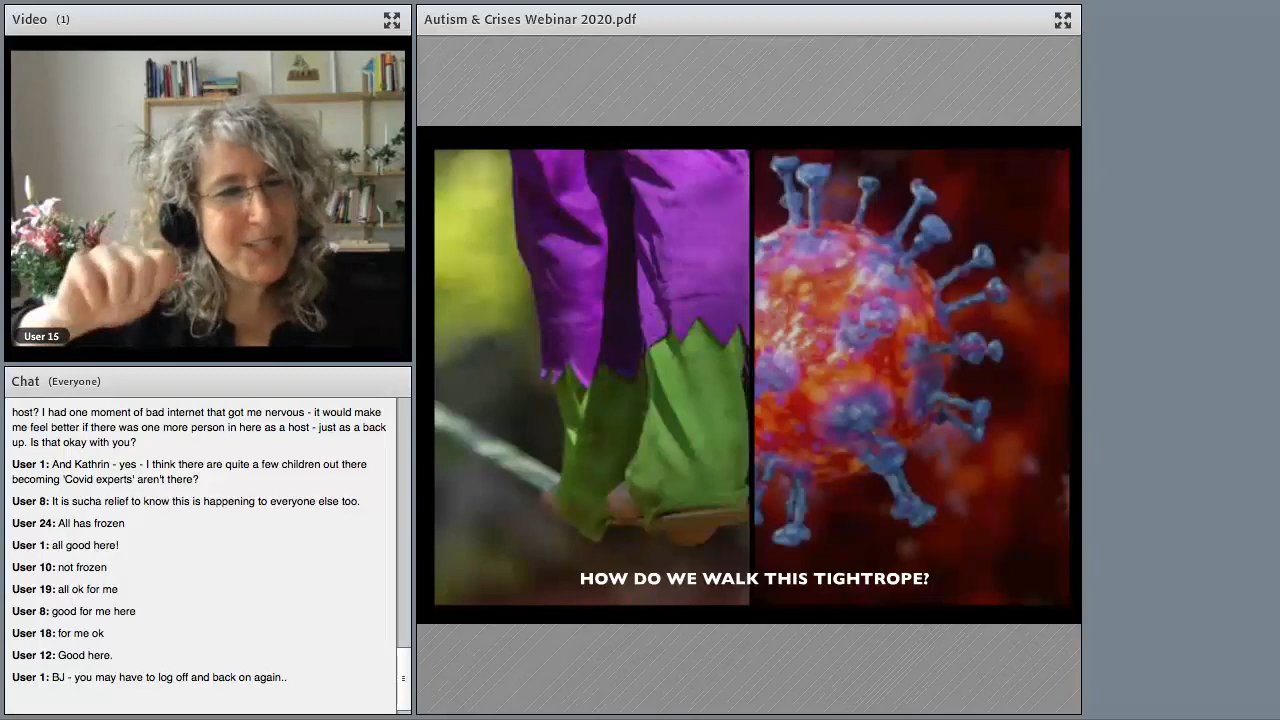 Video (1)
User 15
Chat (Everyone)
host? I had one moment of bad internet that got me nervous - it would make
me feel better if there was one more person in here as a host - just as a back
up. Is that okay with you?
User 1: And Kathrin - yes - I think there are quite a few children out there
becoming 'Covid experts' aren't there?
User 8: It is sucha relief to know this is happening to everyone else too.
User 24: All has frozen
User 1: all good here!
User 10: not frozen
User 19: all ok for me
User 8: good for me here
User 18: for me ok
User 12: Good here.
User 1: BJ - you may have to log off and back on again..
Autism & Crises Webinar 2020.pdf
HOW DO WE WALK THIS TIGHTROPE?